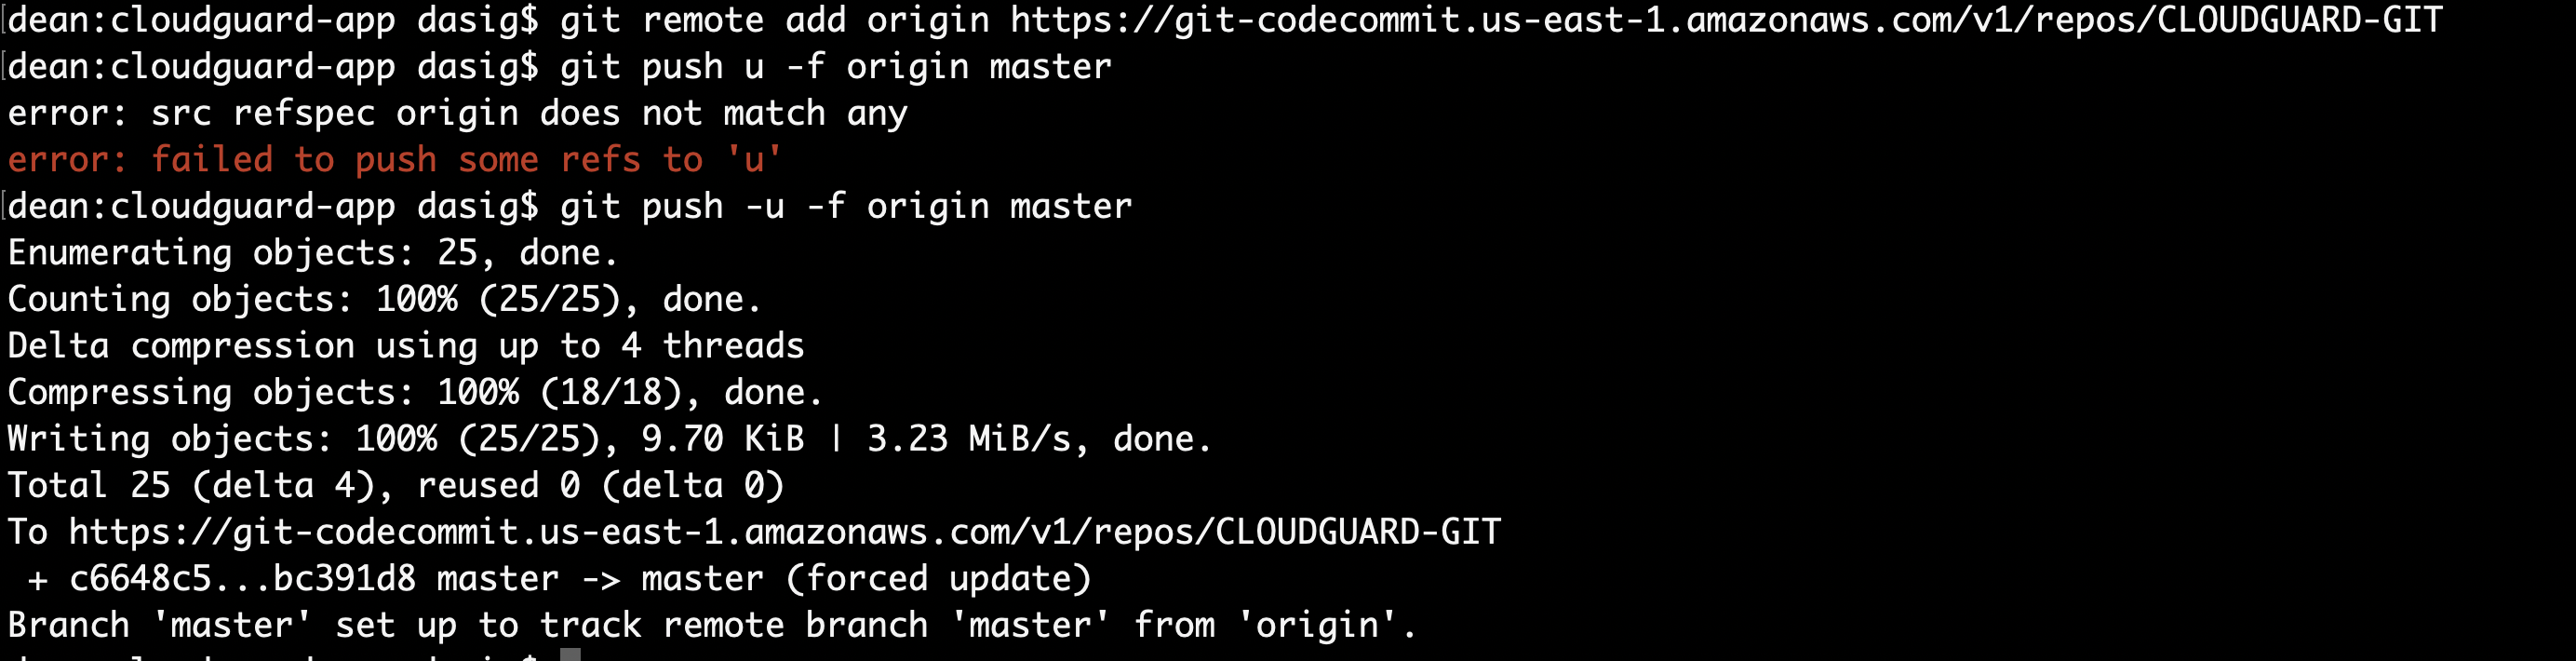 dean:cloudguard-app dasig$ git remote add origin https://git-codecommit.us-east-1.amazonaws.com/v1/repos/CLOUDGUARD-GIT
dean:cloudguard-app dasig$ git push u -f origin master
error: src refspec origin does not match any
error: failed to push some refs to 'u'
dean:cloudguard-app dasig$ git push -u -f origin master
Enumerating objects: 25, done.
Counting objects: 100% (25/25), done.
Delta compression using up to 4 threads
Compressing objects: 100% (18/18), done.
Writing objects: 100% (25/25), 9.70 KiB | 3.23 MiB/s, done.
Total 25 (delta 4), reused 0 (delta 0)
To https://git-codecommit.us-east-1.amazonaws.com/v1/repos/CLOUDGUARD-GIT
 + c6648c5...bc391d8 master -> master (forced update)
Branch 'master' set up to track remote branch 'master' from 'origin'.